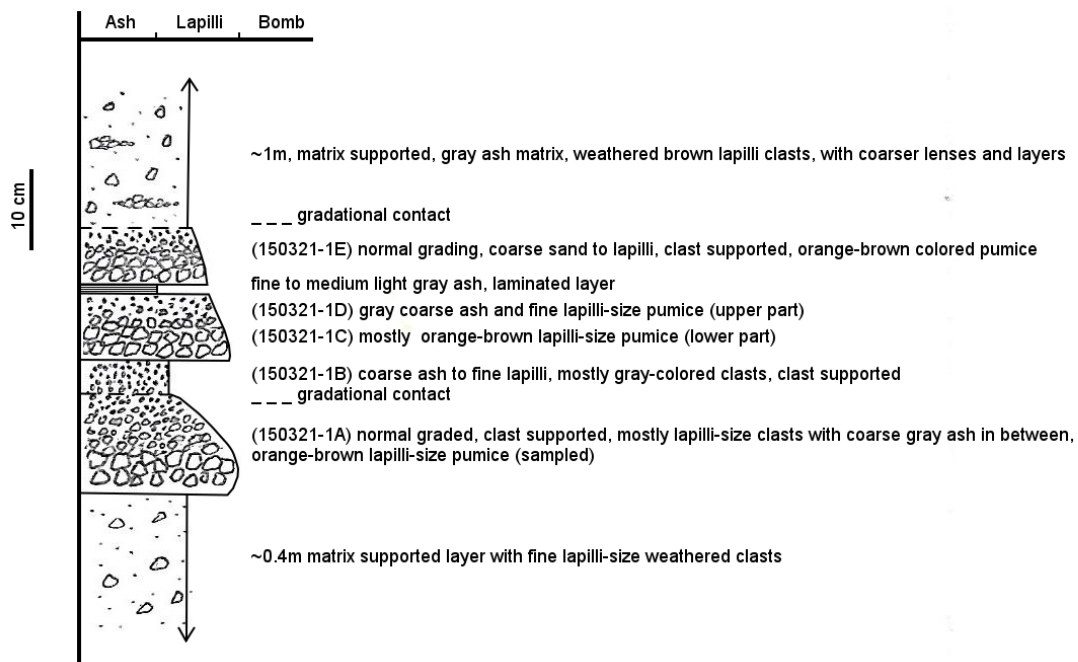 Ash Lapilli Bomb
~1m, matrix supported, gray ash matrix, weathered brown lapilli clasts, with coarser lenses and layers
10 cm
_ _ _ gradational contact
(150321-1E) normal grading, coarse sand to lapilli, clast supported, orange-brown colored pumice
fine to medium light gray ash, laminated layer
(150321-1D) gray coarse ash and fine lapilli-size pumice (upper part)
(150321-1C) mostly orange-brown lapilli-size pumice (lower part)
(150321-1B) coarse ash to fine lapilli, mostly gray-colored clasts, clast supported
_ _ _ gradational contact
(150321-1A) normal graded, clast supported, mostly lapilli-size clasts with coarse gray ash in between,
orange-brown lapilli-size pumice (sampled)
~0.4m matrix supported layer with fine lapilli-size weathered clasts